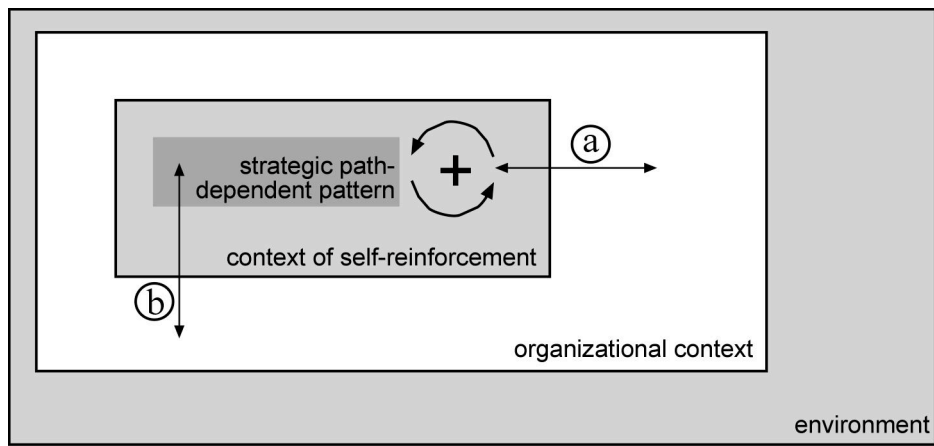 a
strategic path-
dependent pattern
+
context of self-reinforcement
b
organizational context
environment